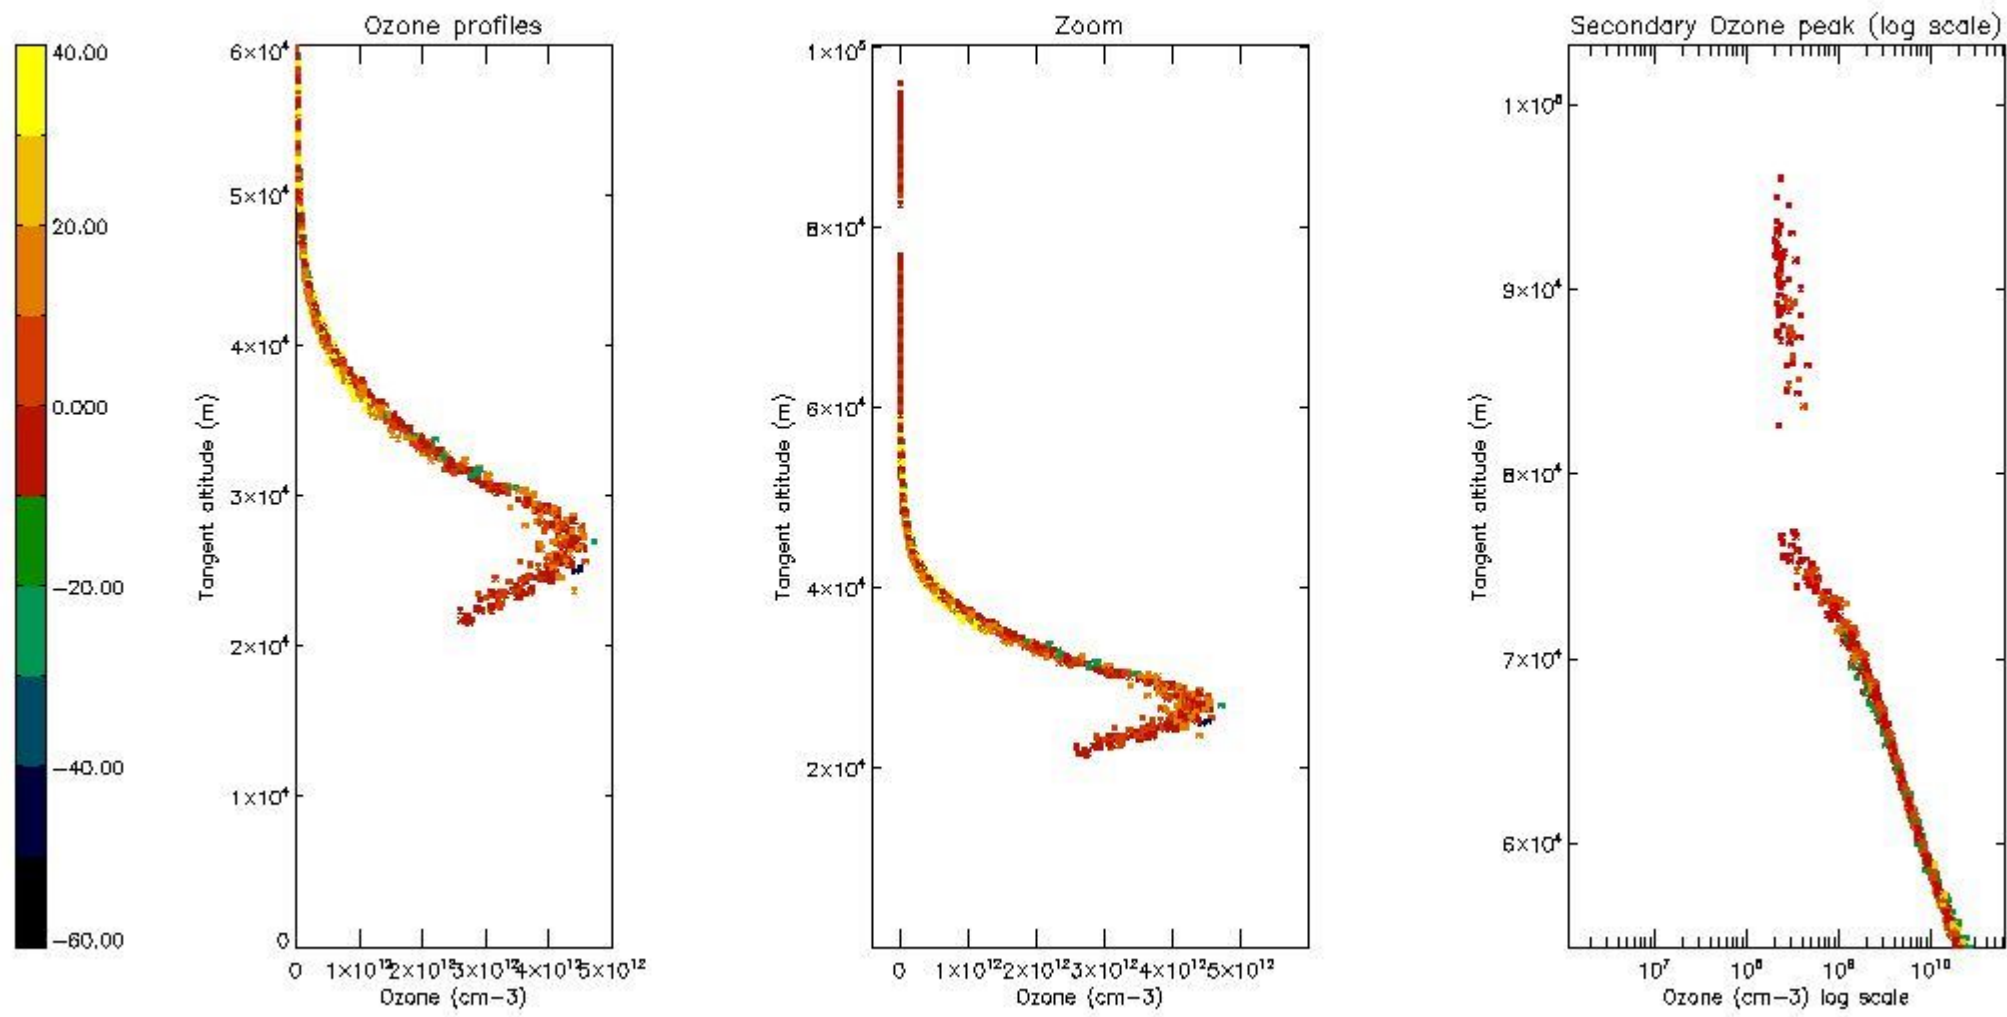 Ozone profiles
Zoom
Secondary Ozone peak (log scale)
40.00
20.00
0.000
−20.00
−40.00
−60.00
Tangent altitude (m)
6×10⁴
5×10⁴
4×10⁴
3×10⁴
2×10⁴
1×10⁴
0
0 1×10¹² 2×10¹² 3×10¹² 4×10¹² 5×10¹²
Ozone (cm−3)
Tangent altitude (m)
1×10⁵
8×10⁴
6×10⁴
4×10⁴
2×10⁴
0 1×10¹² 2×10¹² 3×10¹² 4×10¹² 5×10¹²
Ozone (cm−3)
Tangent altitude (m)
1×10⁵
9×10⁴
8×10⁴
7×10⁴
6×10⁴
10⁷ 10⁸ 10⁹ 10¹⁰
Ozone (cm−3) log scale